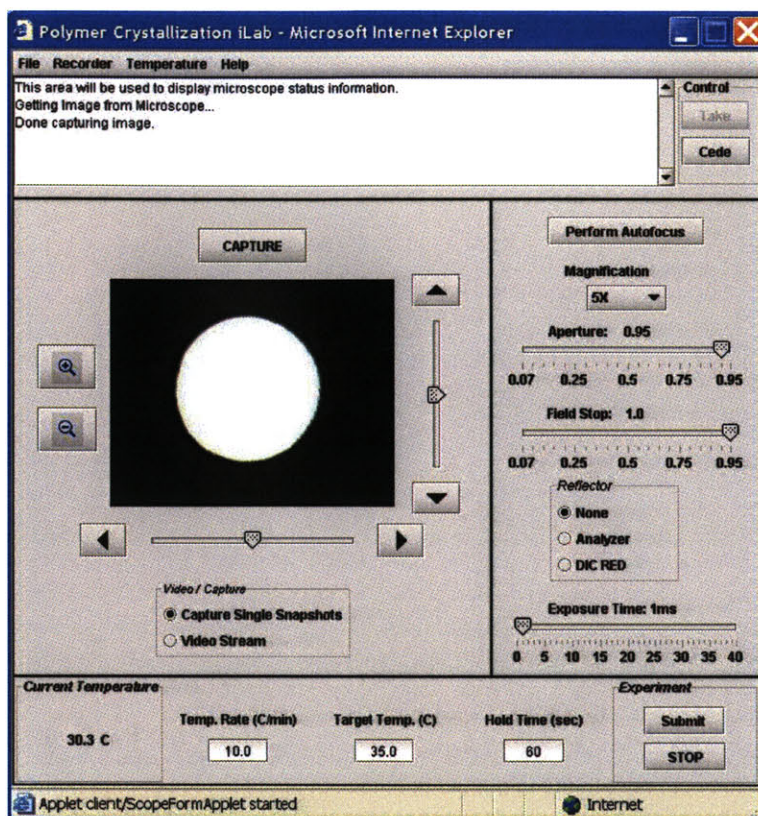 Polymer Crystallization iLab - Microsoft Internet Explorer
File Recorder Temperature Help
This area will be used to display microscope status information.
Getting Image from Microscope...
Done capturing image.
Control
Take
Cede
CAPTURE
Perform Autofocus
Magnification
5X
Aperture: 0.95
0.07 0.25 0.5 0.75 0.95
Field Stop: 1.0
0.07 0.25 0.5 0.75 0.95
Reflector
None
Analyzer
DIC RED
Video / Capture
Capture Single Snapshots
Video Stream
Exposure Time: 1ms
0 5 10 15 20 25 30 35 40
Current Temperature
30.3 C
Temp. Rate (C/min) Target Temp. (C) Hold Time (sec)
10.0 35.0 60
Experiment
Submit
STOP
Applet client/ScopeFormApplet started
Internet